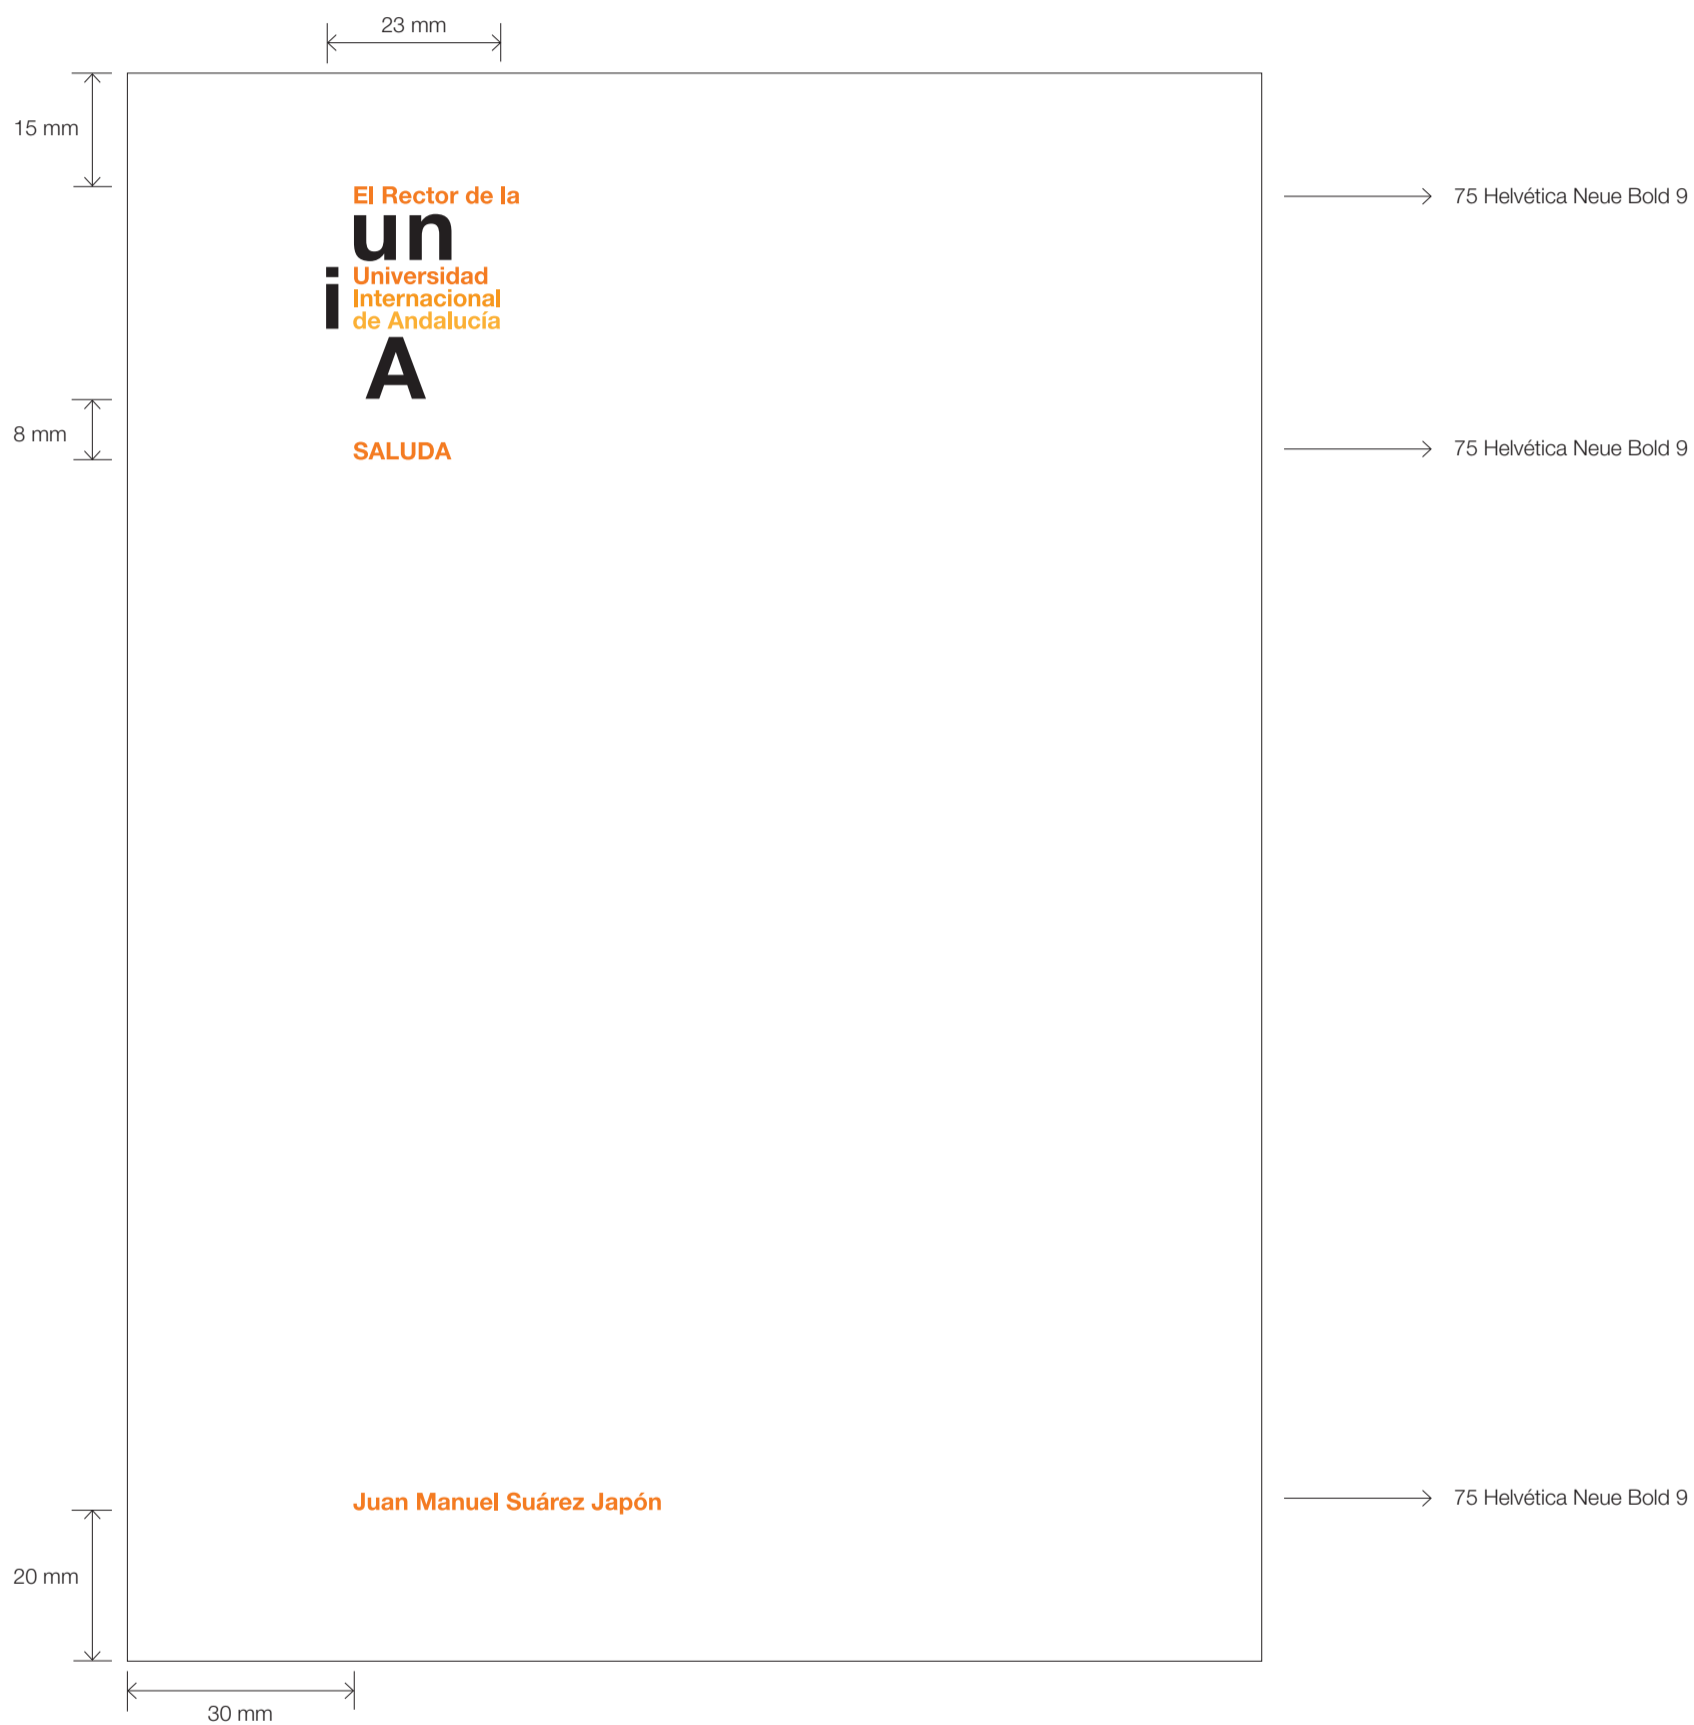 23 mm
15 mm
El Rector de la
75 Helvética Neue Bold 9
un
i
Universidad
Internacional
de Andalucía
A
8 mm
SALUDA
75 Helvética Neue Bold 9
Juan Manuel Suárez Japón
75 Helvética Neue Bold 9
20 mm
30 mm